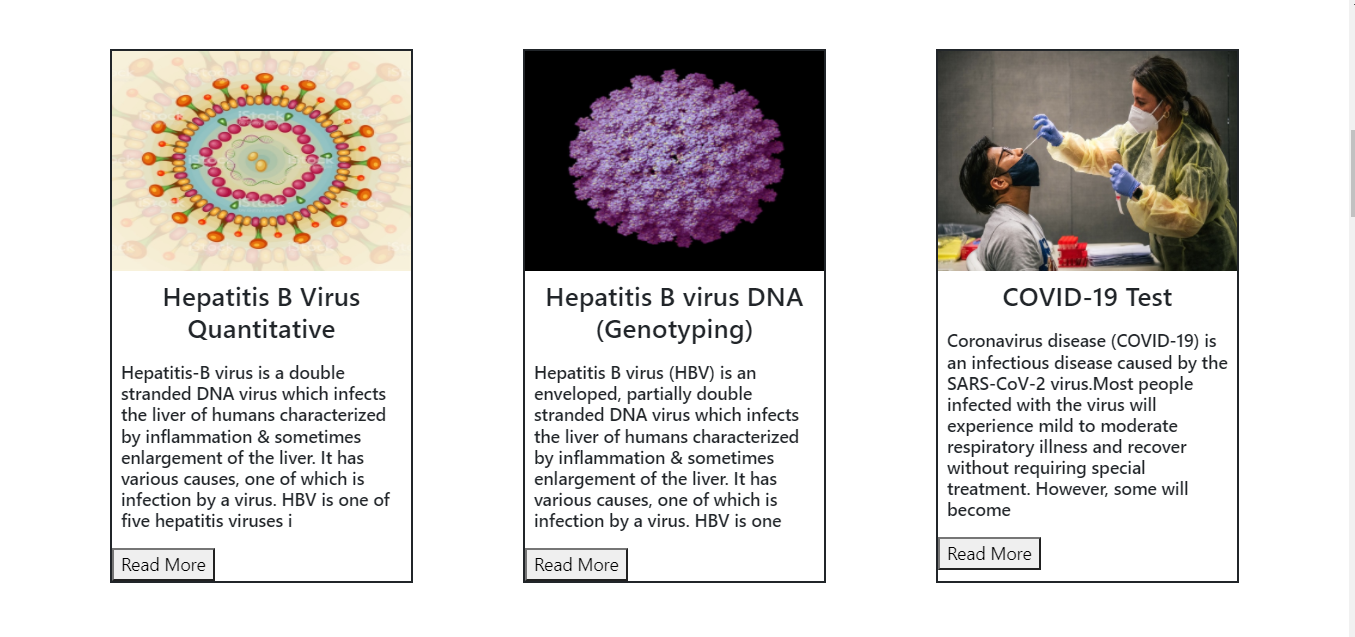 Hepatitis B Virus
Quantitative
Hepatitis-B virus is a double
stranded DNA virus which infects
the liver of humans characterized
by inflammation & sometimes
enlargement of the liver. It has
various causes, one of which is
infection by a virus. HBV is one of
five hepatitis viruses i
Read More
Hepatitis B virus DNA
(Genotyping)
Hepatitis B virus (HBV) is an
enveloped, partially double
stranded DNA virus which infects
the liver of humans characterized
by inflammation & sometimes
enlargement of the liver. It has
various causes, one of which is
infection by a virus. HBV is one
Read More
COVID-19 Test
Coronavirus disease (COVID-19) is
an infectious disease caused by the
SARS-CoV-2 virus.Most people
infected with the virus will
experience mild to moderate
respiratory illness and recover
without requiring special
treatment. However, some will
become
Read More